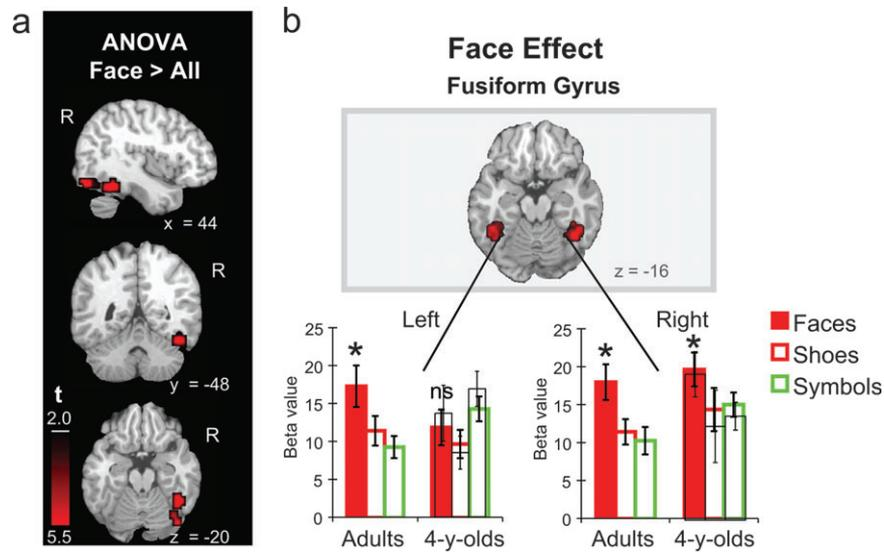 a
ANOVA
Face > All
R
x = 44
R
y = -48
t
2.0
R
5.5
z = -20
b
Face Effect
Fusiform Gyrus
z = -16
Left
Beta value
25
20
15
10
5
0
*
ns
Adults
4-y-olds
Right
Beta value
25
20
15
10
5
0
*
*
Adults
4-y-olds
Faces
Shoes
Symbols